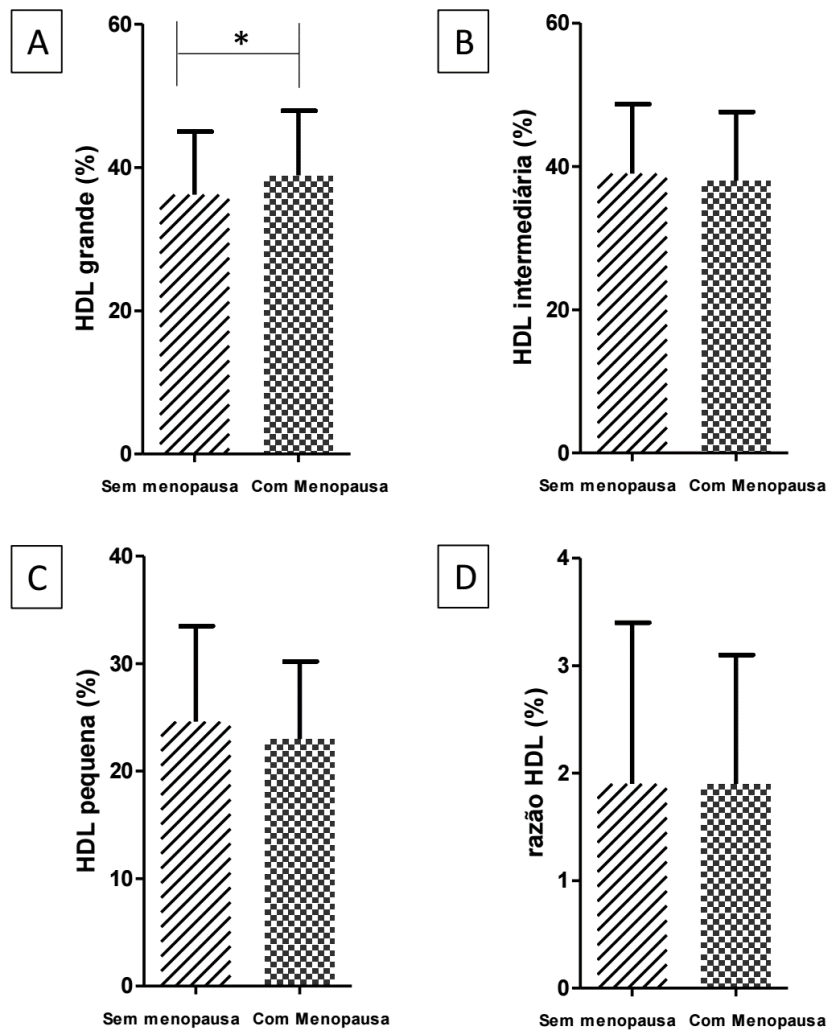 A
*
HDL grande (%)
60
40
20
0
Sem menopausa Com Menopausa
B
HDL intermediária (%)
60
40
20
0
Sem menopausa Com Menopausa
C
HDL pequena (%)
40
30
20
10
0
Sem menopausa Com Menopausa
D
razão HDL (%)
4
3
2
1
0
Sem menopausa Com Menopausa